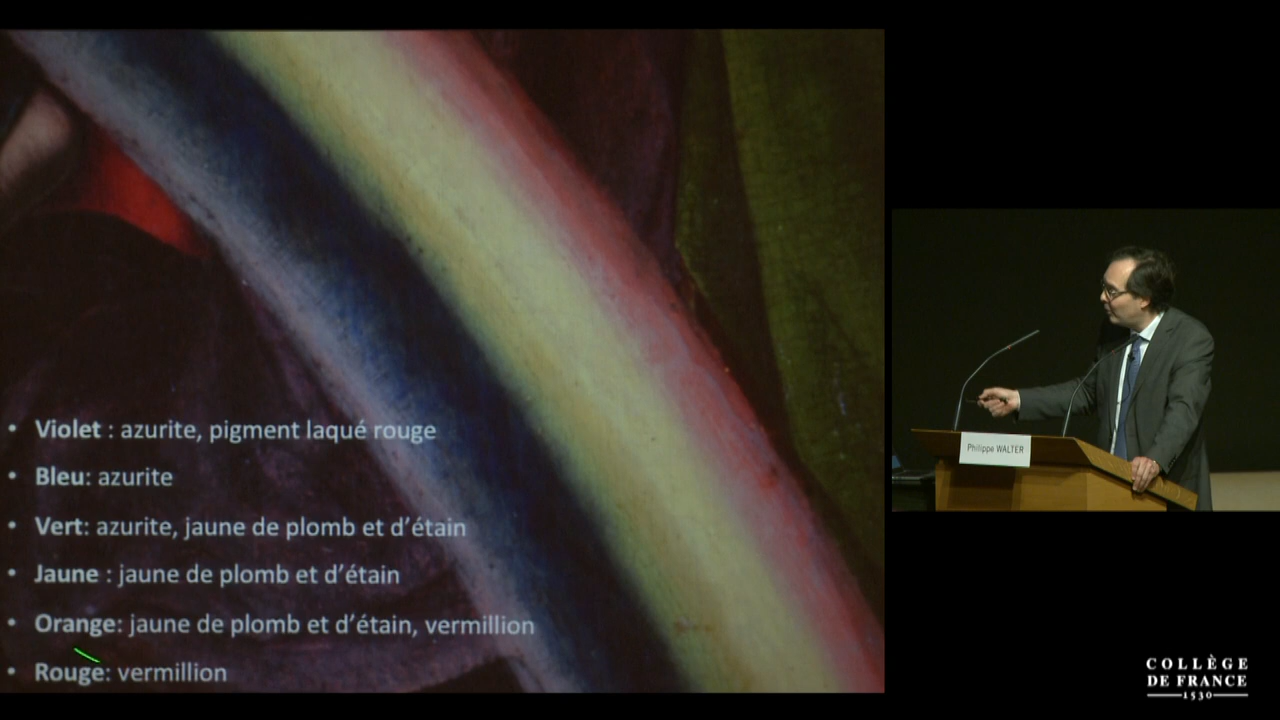 • Violet : azurite, pigment laqué rouge
• Bleu: azurite
• Vert: azurite, jaune de plomb et d’étain
• Jaune : jaune de plomb et d’étain
• Orange: jaune de plomb et d’étain, vermillion
• Rouge: vermillion
Philippe WALTER
COLLÈGE
DE FRANCE
1530